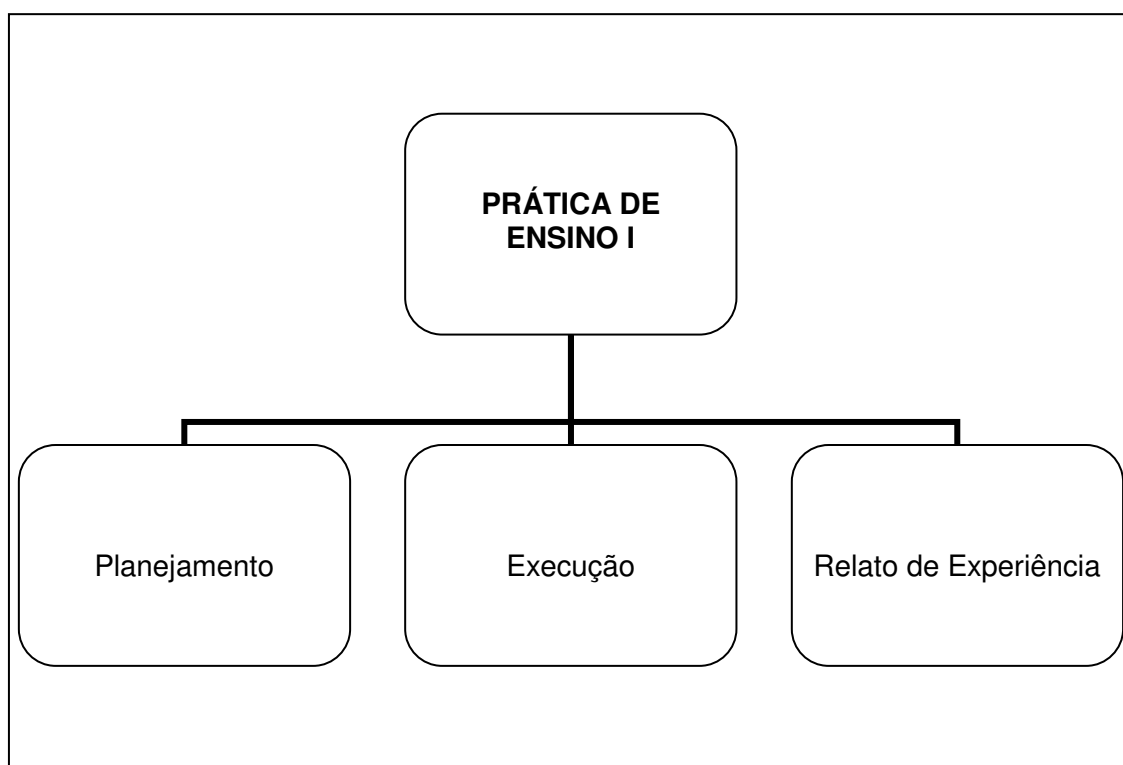 PRÁTICA DE
ENSINO I
Planejamento
Execução
Relato de Experiência